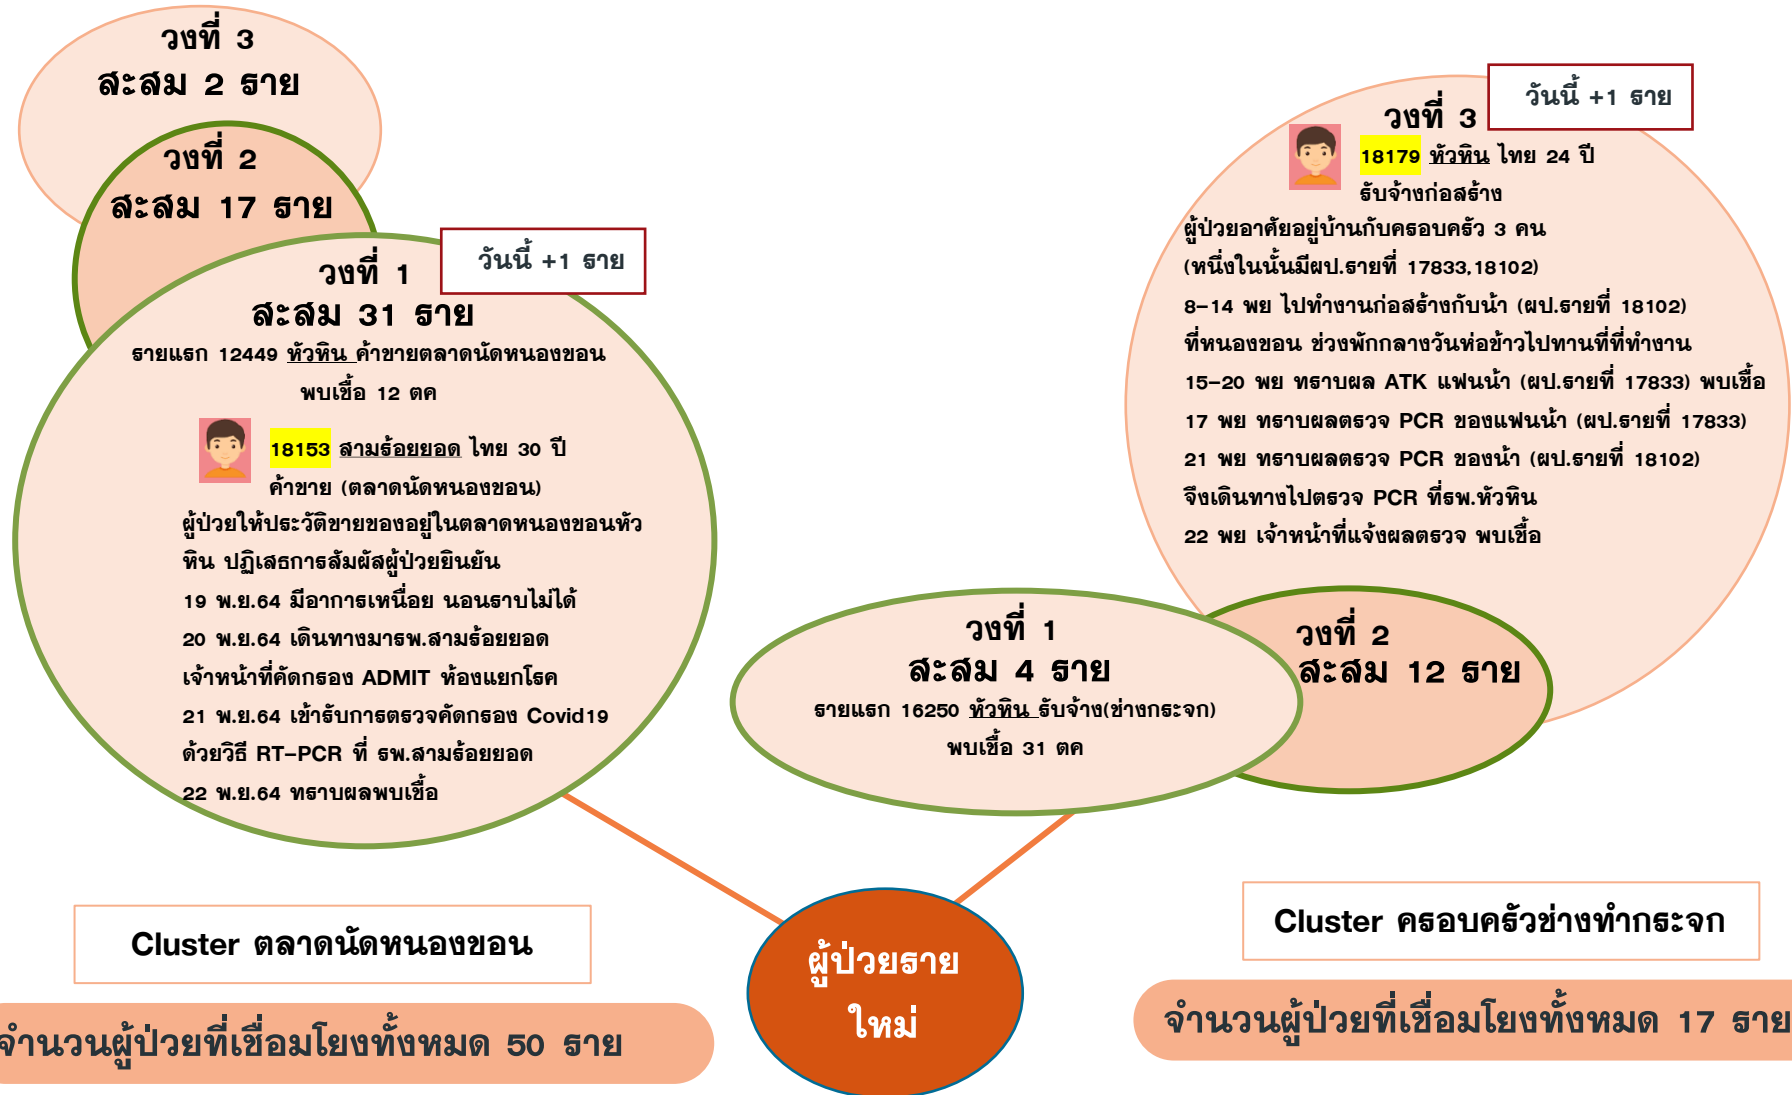 วงที่ 3
สะสม 2 ราย
วงที่ 2
สะสม 17 ราย
วันนี้ +1 ราย
วงที่ 1
สะสม 31 ราย
รายแรก 12449 หัวหิน ค้าขายตลาดนัดหนองขอน
พบเชื้อ 12 ตค
18153 สามร้อยยอด ไทย 30 ปี
ค้าขาย (ตลาดนัดหนองขอน)
ผู้ป่วยให้ประวัติขายของอยู่ในตลาดหนองขอนหัว
หิน ปฏิเสธการสัมผัสผู้ป่วยยินยัน
19 พ.ย.64 มีอาการเหนื่อย นอนราบไม่ได้
20 พ.ย.64 เดินทางมารพ.สามร้อยยอด
เจ้าหน้าที่คัดกรอง ADMIT ห้องแยกโรค
21 พ.ย.64 เข้ารับการตรวจคัดกรอง Covid19
ด้วยวิธี RT-PCR ที่ รพ.สามร้อยยอด
22 พ.ย.64 ทราบผลพบเชื้อ
วันนี้ +1 ราย
วงที่ 3
18179 หัวหิน ไทย 24 ปี
รับจ้างก่อสร้าง
ผู้ป่วยอาศัยอยู่บ้านกับครอบครัว 3 คน
(หนึ่งในนั้นมีผป.รายที่ 17833,18102)
8-14 พย ไปทำงานก่อสร้างกับน้า (ผป.รายที่ 18102)
ที่หนองขอน ช่วงพักกลางวันห่อข้าวไปทานที่ที่ทำงาน
15-20 พย ทราบผล ATK แฟนน้า (ผป.รายที่ 17833) พบเชื้อ
17 พย ทราบผลตรวจ PCR ของแฟนน้า (ผป.รายที่ 17833)
21 พย ทราบผลตรวจ PCR ของน้า (ผป.รายที่ 18102)
จึงเดินทางไปตรวจ PCR ที่รพ.หัวหิน
22 พย เจ้าหน้าที่แจ้งผลตรวจ พบเชื้อ
วงที่ 1
สะสม 4 ราย
รายแรก 16250 หัวหิน รับจ้าง(ช่างกระจก)
พบเชื้อ 31 ตค
วงที่ 2
สะสม 12 ราย
Cluster ตลาดนัดหนองขอน
จำนวนผู้ป่วยที่เชื่อมโยงทั้งหมด 50 ราย
ผู้ป่วยราย
ใหม่
Cluster ครอบครัวช่างทำกระจก
จำนวนผู้ป่วยที่เชื่อมโยงทั้งหมด 17 ราย